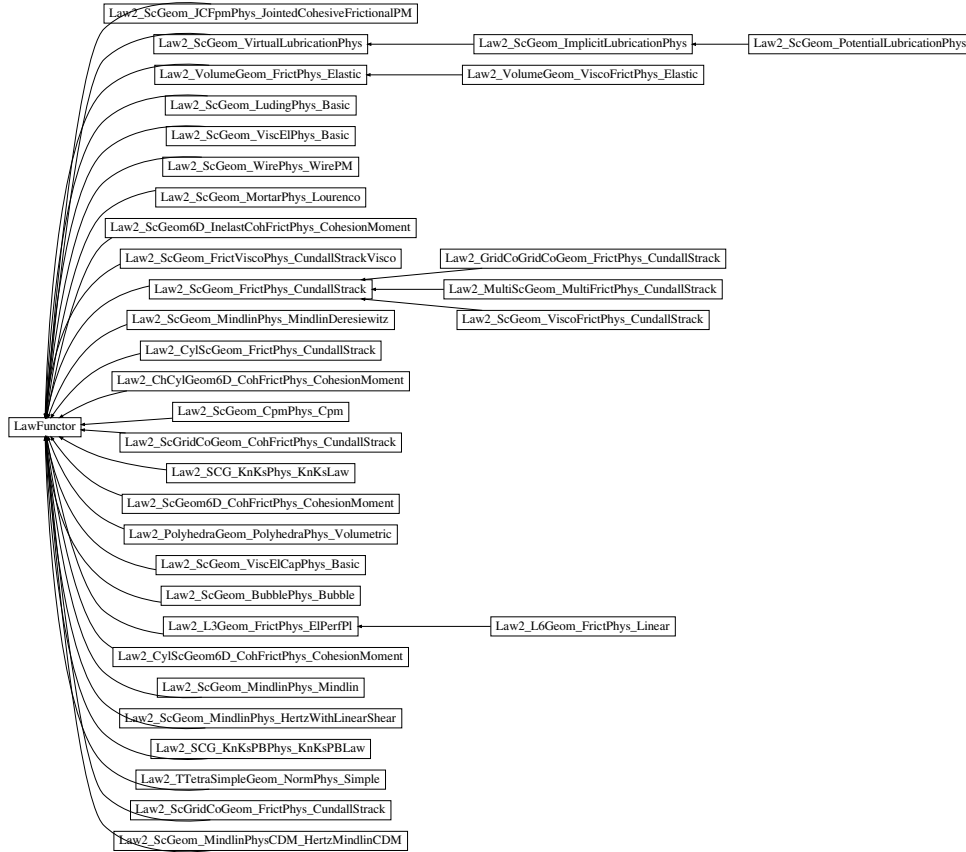 Law2_ScGeom_JCFpmPhys_JointedCohesiveFrictionalPM
Law2_ScGeom_VirtualLubricationPhys
Law2_ScGeom_ImplicitLubricationPhys
Law2_ScGeom_PotentialLubricationPhys
Law2_VolumeGeom_FrictPhys_Elastic
Law2_VolumeGeom_ViscoFrictPhys_Elastic
Law2_ScGeom_LudingPhys_Basic
Law2_ScGeom_ViscElPhys_Basic
Law2_ScGeom_WirePhys_WirePM
Law2_ScGeom_MortarPhys_Lourenco
Law2_ScGeom6D_InelastCohFrictPhys_CohesionMoment
Law2_ScGeom_FrictViscoPhys_CundallStrackVisco
Law2_GridCoGridCoGeom_FrictPhys_CundallStrack
Law2_ScGeom_FrictPhys_CundallStrack
Law2_MultiScGeom_MultiFrictPhys_CundallStrack
Law2_ScGeom_MindlinPhys_MindlinDeresiewitz
Law2_ScGeom_ViscoFrictPhys_CundallStrack
Law2_CylScGeom_FrictPhys_CundallStrack
Law2_ChCylGeom6D_CohFrictPhys_CohesionMoment
Law2_ScGeom_CpmPhys_Cpm
LawFunctor
Law2_ScGridCoGeom_CohFrictPhys_CundallStrack
Law2_SCG_KnKsPhys_KnKsLaw
Law2_ScGeom6D_CohFrictPhys_CohesionMoment
Law2_PolyhedraGeom_PolyhedraPhys_Volumetric
Law2_ScGeom_ViscElCapPhys_Basic
Law2_ScGeom_BubblePhys_Bubble
Law2_L3Geom_FrictPhys_ElPerfPl
Law2_L6Geom_FrictPhys_Linear
Law2_CylScGeom6D_CohFrictPhys_CohesionMoment
Law2_ScGeom_MindlinPhys_Mindlin
Law2_ScGeom_MindlinPhys_HertzWithLinearShear
Law2_SCG_KnKsPBPhys_KnKsPBLaw
Law2_TTetraSimpleGeom_NormPhys_Simple
Law2_ScGridCoGeom_FrictPhys_CundallStrack
Law2_ScGeom_MindlinPhysCDM_HertzMindlinCDM